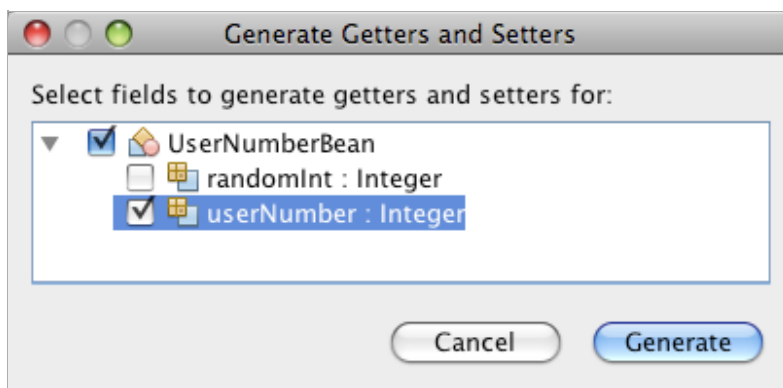 Generate Getters and Setters
Select fields to generate getters and setters for:
UserNumberBean
randomInt : Integer
userNumber : Integer
Cancel Generate